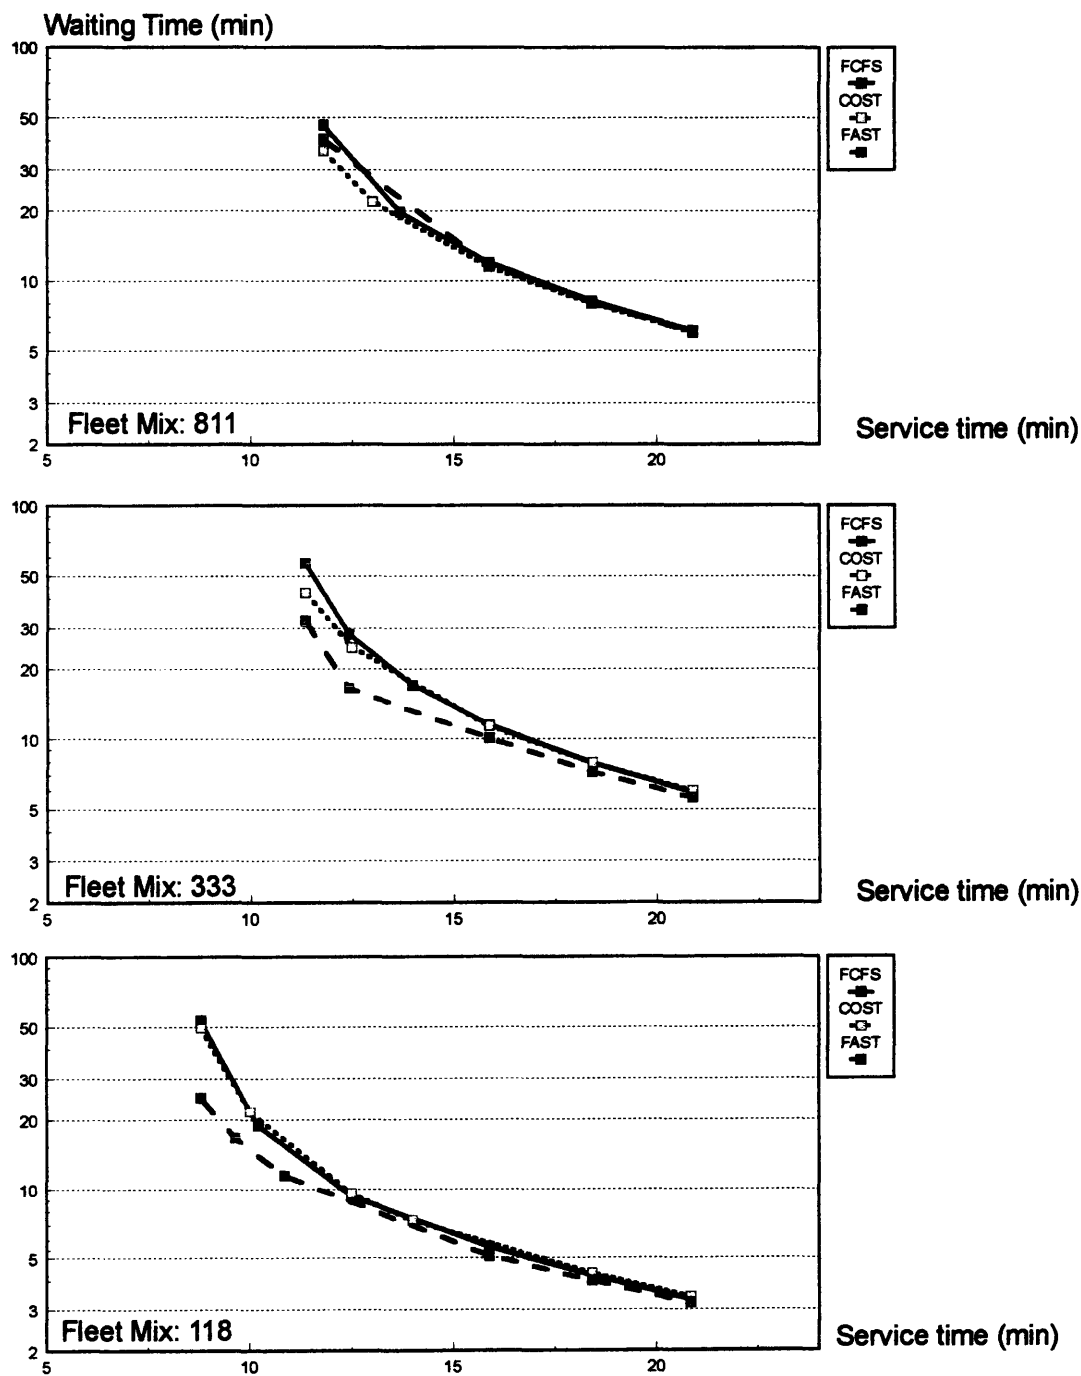 Waiting Time (min)
100
50
30
20
10
5
3
2
Fleet Mix: 811
5
10
15
20
Service time (min)
FCFS
COST
FAST
100
50
30
20
10
5
3
2
Fleet Mix: 333
5
10
15
20
Service time (min)
FCFS
COST
FAST
100
50
30
20
10
5
3
2
Fleet Mix: 118
5
10
15
20
Service time (min)
FCFS
COST
FAST